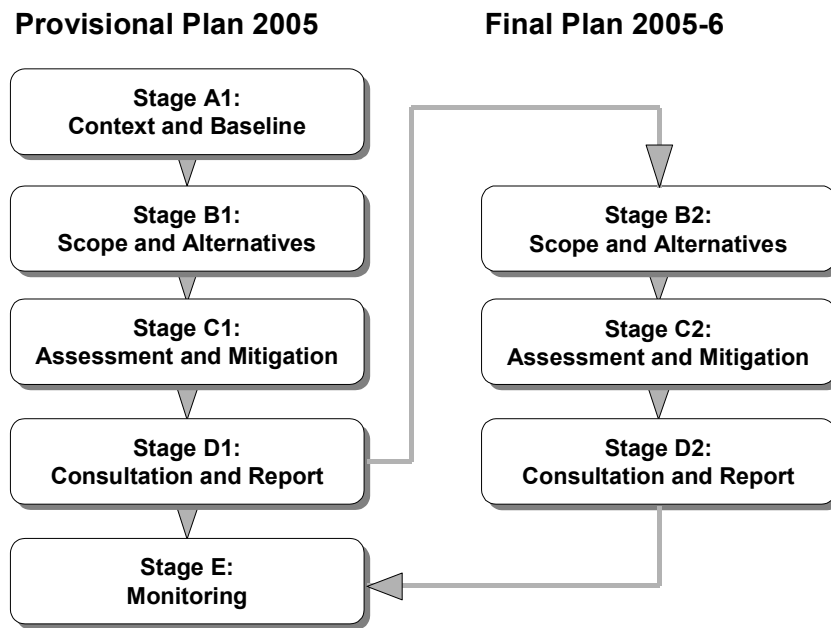 Provisional Plan 2005
Stage A1:
Context and Baseline
Stage B1:
Scope and Alternatives
Stage C1:
Assessment and Mitigation
Stage D1:
Consultation and Report
Stage E:
Monitoring
Final Plan 2005-6
Stage B2:
Scope and Alternatives
Stage C2:
Assessment and Mitigation
Stage D2:
Consultation and Report